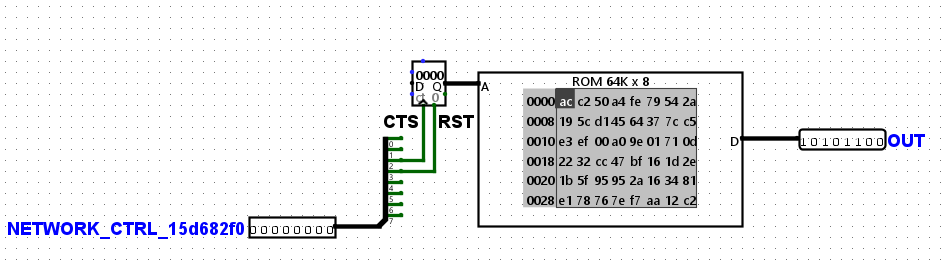 0000
D Q
ct 0
CTS RST
0
1
2
3
4
5
6
7
NETWORK_CTRL_15d682f0 00000000
ROM 64K x 8
A
0000 ac c2 50 a4 fe 79 54 2a
0008 19 5c d1 45 64 37 7c c5
0010 e3 ef 00 a0 9e 01 71 0d
0018 22 32 cc 47 bf 16 1d 2e
0020 1b 5f 95 95 2a 16 34 81
0028 e1 78 76 7e f7 aa 12 c2
D
10101100 OUT